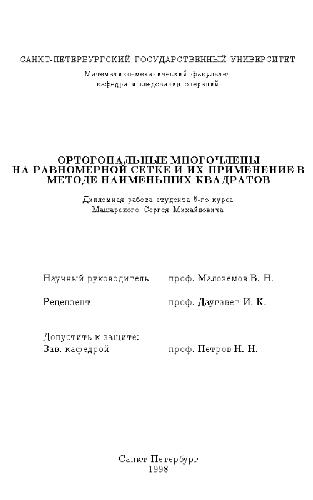 САНКТ-ПЕТЕРБУРГСКИЙ ГОСУДАРСТВЕННЫЙ УНИВЕРСИТЕТ
Математико-механический факультет
кафедра исследования операций
ОРТОГОНАЛЬНЫЕ МНОГОЧЛЕНЫ
НА РАВНОМЕРНОЙ СЕТКЕ И ИХ ПРИМЕНЕНИЕ В
МЕТОДЕ НАИМЕНЬШИХ КВАДРАТОВ
Дипломная работа студента 5-го курса
Машарского Сергея Михайловича
Научный руководитель проф. Малоземов В. Н.
Рецензент проф. Даугавет И. К.
Допустить к защите:
Зав. кафедрой проф. Петров Н. Н.
Санкт Петербург
1998